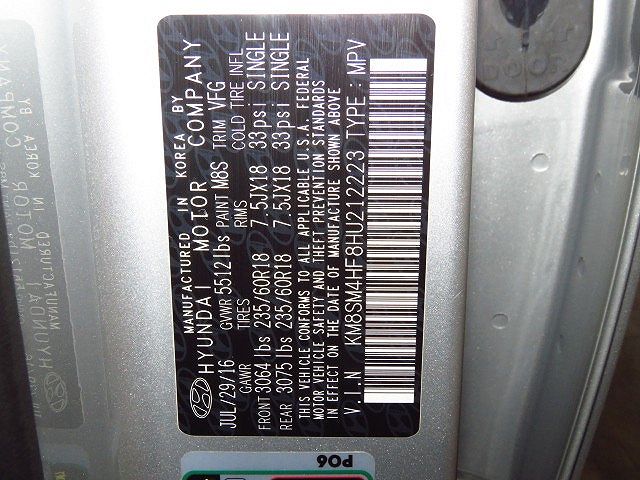 MANUFACTURED IN KOREA BY
HYUNDAI MOTOR COMPANY
JUL/29/16 GVWR 5512 lbs PAINT M8S TRIM VFG
GAWR TIRES RIMS COLD TIRE INFL
FRONT 3064 lbs 235/60R18 7.5JX18 33psi SINGLE
REAR 3075 lbs 235/60R18 7.5JX18 33psi SINGLE
THIS VEHICLE CONFORMS TO ALL APPLICABLE U.S.A. FEDERAL
MOTOR VEHICLE SAFETY AND THEFT PREVENTION STANDARDS
IN EFFECT ON THE DATE OF MANUFACTURE SHOWN ABOVE
V.I.N KM8SM4HF8HU212223 TYPE : MPV
P06